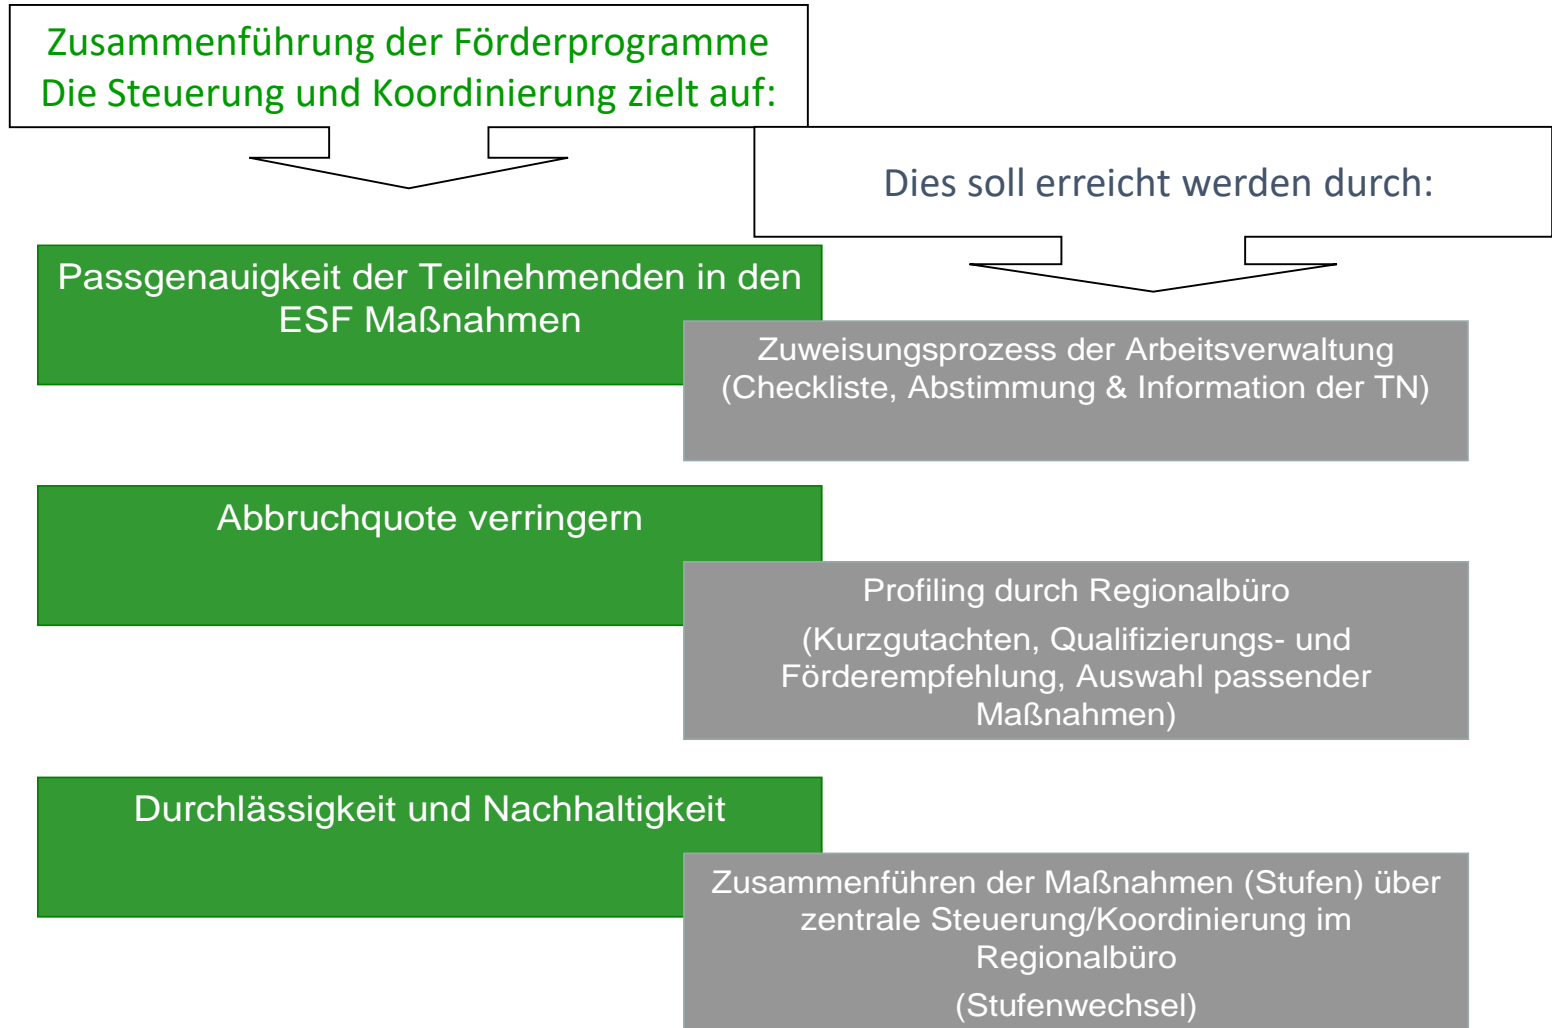 Zusammenführung der Förderprogramme
Die Steuerung und Koordinierung zielt auf:
Dies soll erreicht werden durch:
Passgenauigkeit der Teilnehmenden in den
ESF Maßnahmen
Zuweisungsprozess der Arbeitsverwaltung
(Checkliste, Abstimmung & Information der TN)
Abbruchquote verringern
Profiling durch Regionalbüro
(Kurzgutachten, Qualifizierungs- und
Förderempfehlung, Auswahl passender
Maßnahmen)
Durchlässigkeit und Nachhaltigkeit
Zusammenführen der Maßnahmen (Stufen) über
zentrale Steuerung/Koordinierung im
Regionalbüro
(Stufenwechsel)